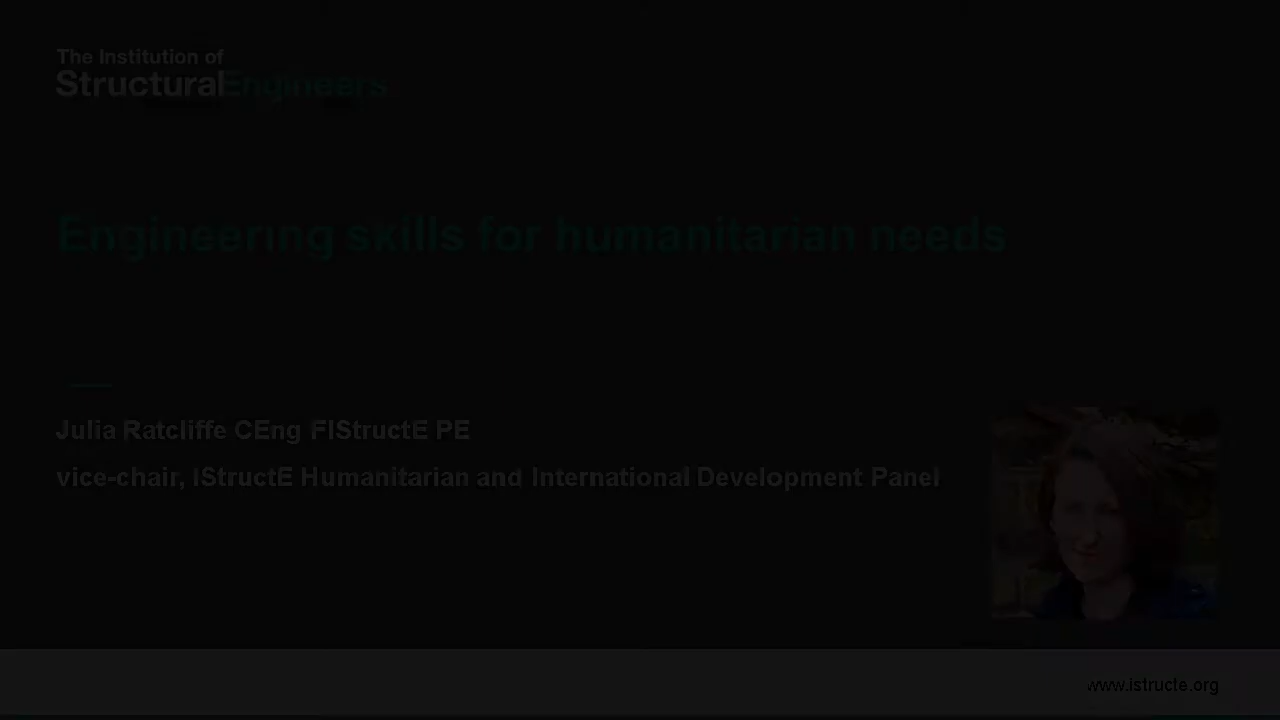 The Institution of
StructuralEngineers
Engineering skills for humanitarian needs
Julia Ratcliffe CEng FIStructE PE
vice-chair, IStructE Humanitarian and International Development Panel
www.istructe.org